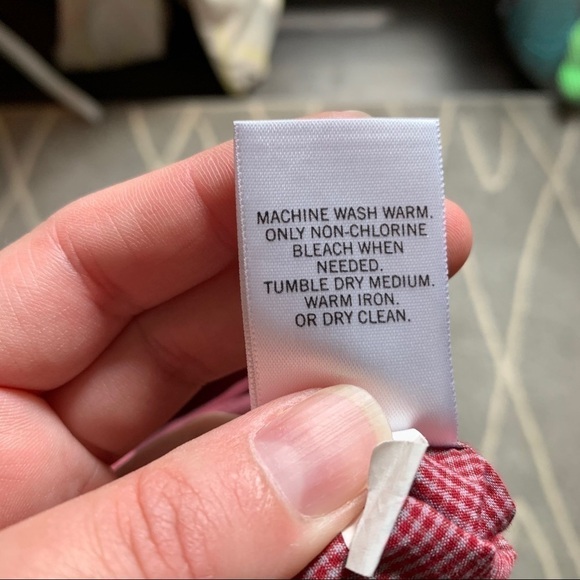 MACHINE WASH WARM.
ONLY NON-CHLORINE
BLEACH WHEN
NEEDED.
TUMBLE DRY MEDIUM.
WARM IRON.
OR DRY CLEAN.